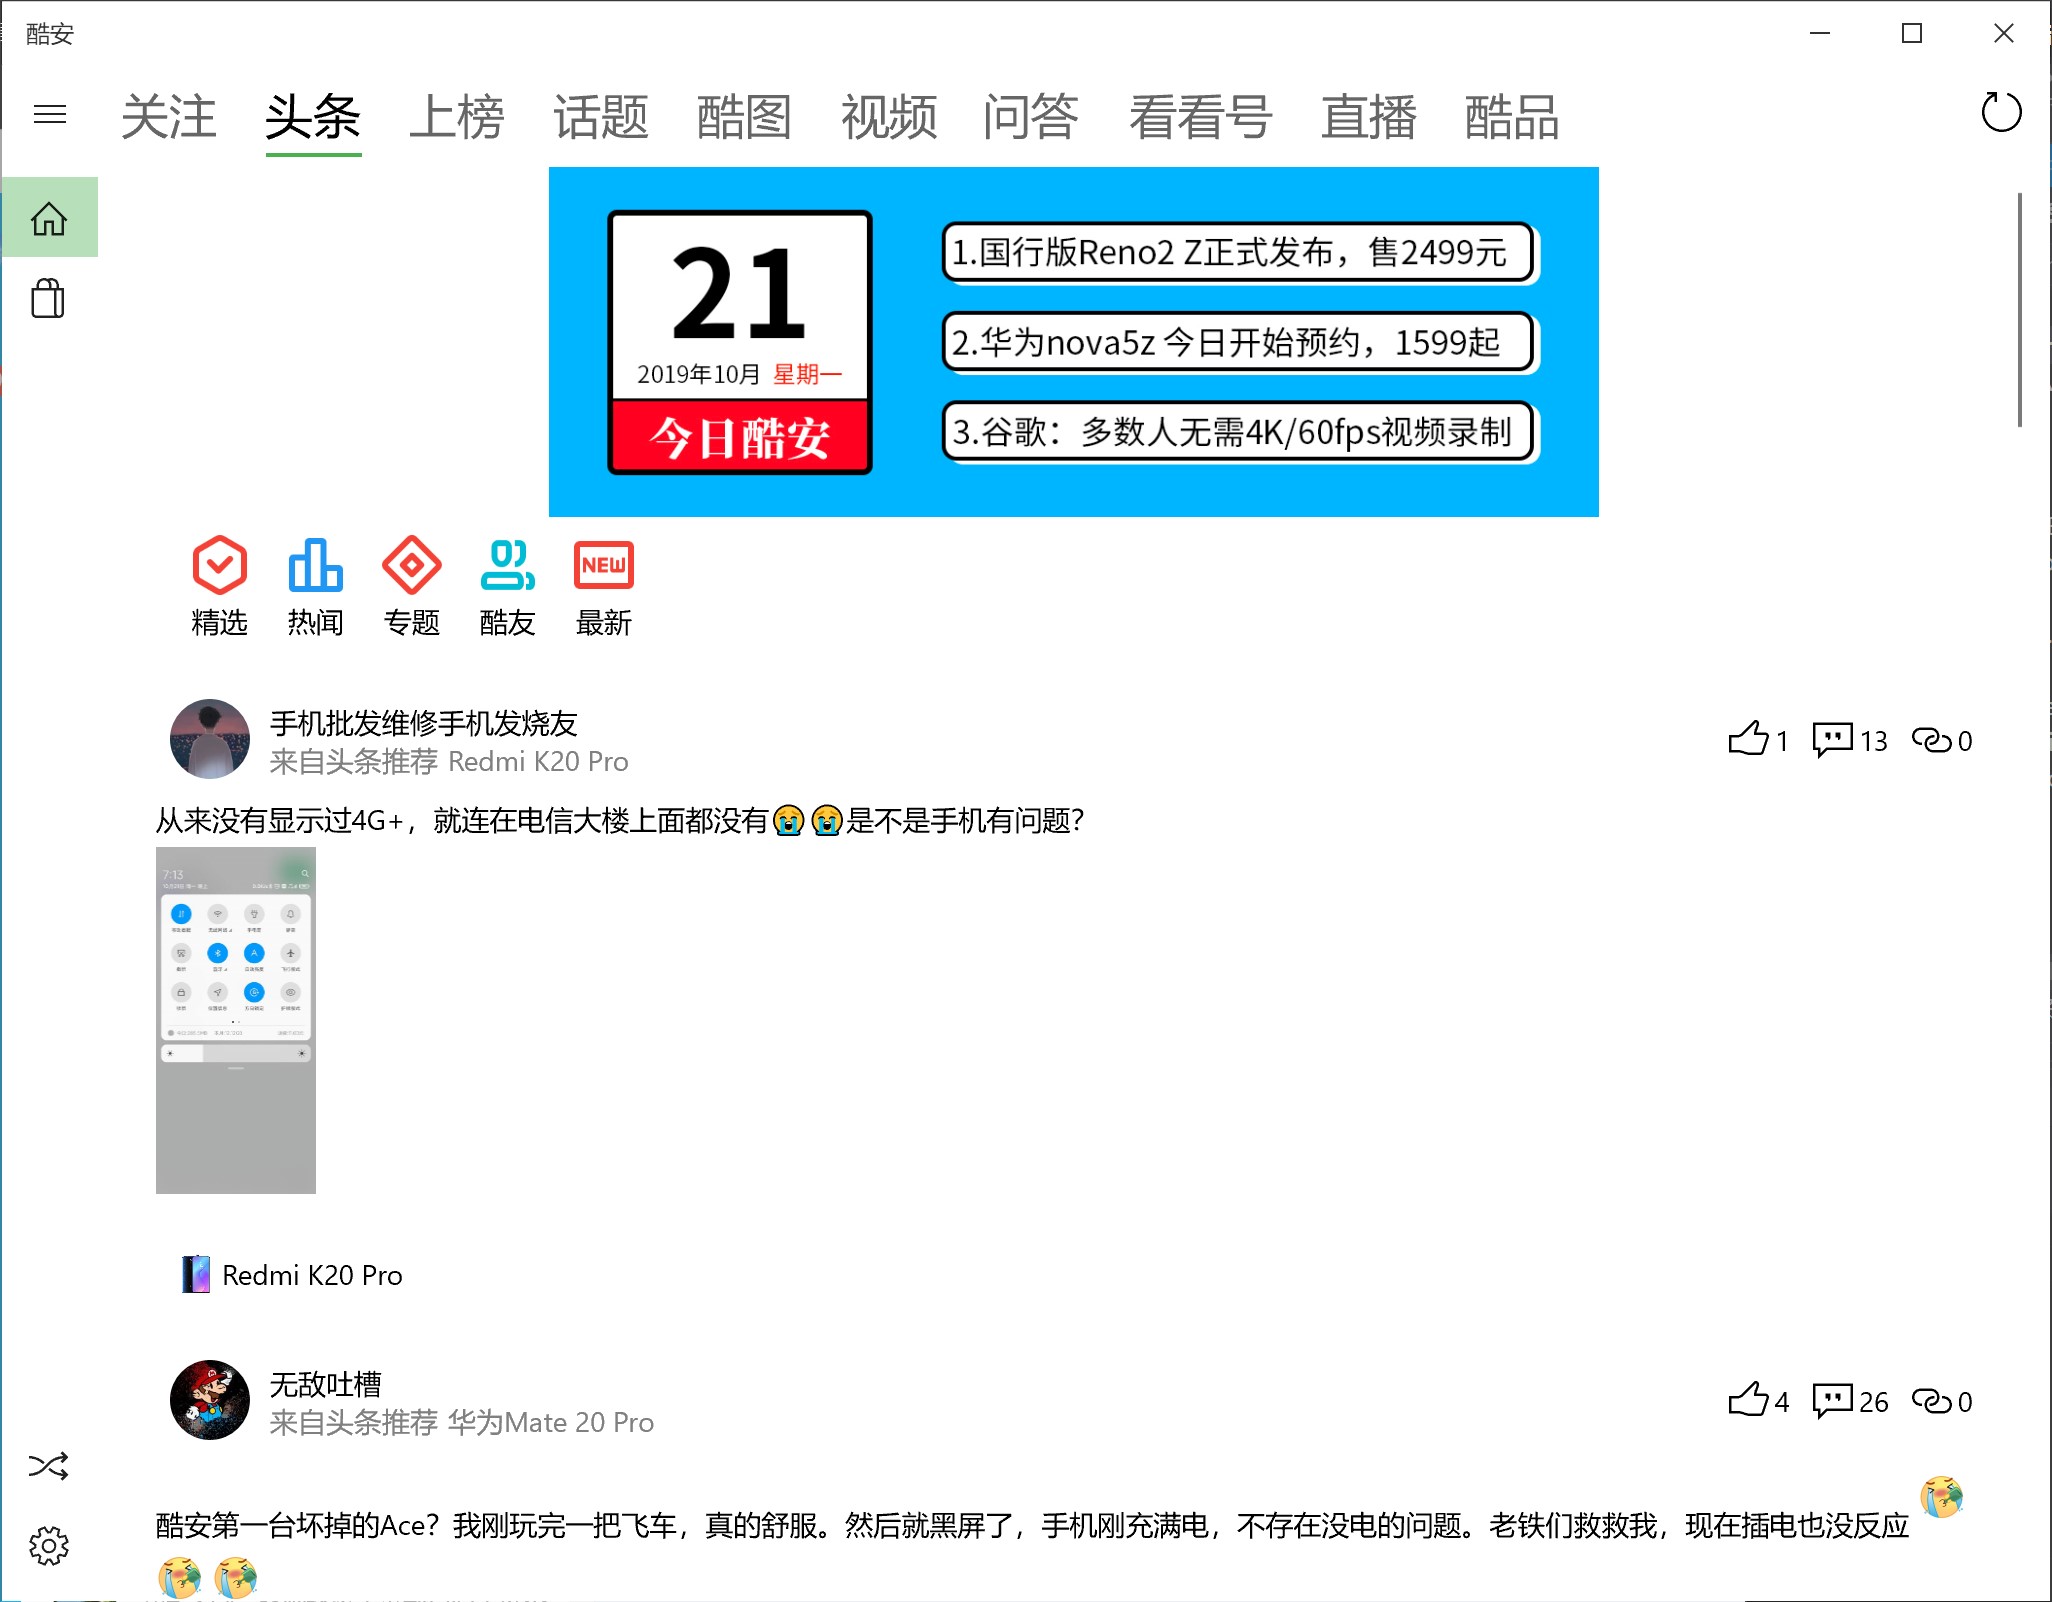 酷安
关注 头条 上榜 话题 酷图 视频 问答 看看号 直播 酷品
21
2019年10月 星期一
今日酷安
1.国行版Reno2 Z正式发布，售2499元
2.华为nova5z 今日开始预约，1599起
3.谷歌：多数人无需4K/60fps视频录制
精选 热闻 专题 酷友 NEW 最新
手机批发维修手机发烧友
来自头条推荐 Redmi K20 Pro
1 13 0
从来没有显示过4G+，就连在电信大楼上面都没有😭😭是不是手机有问题？
7:13
Redmi K20 Pro
无敌吐槽
来自头条推荐 华为Mate 20 Pro
4 26 0
酷安第一台坏掉的Ace？我刚玩完一把飞车，真的舒服。然后就黑屏了，手机刚充满电，不存在没电的问题。老铁们救救我，现在插电也没反应